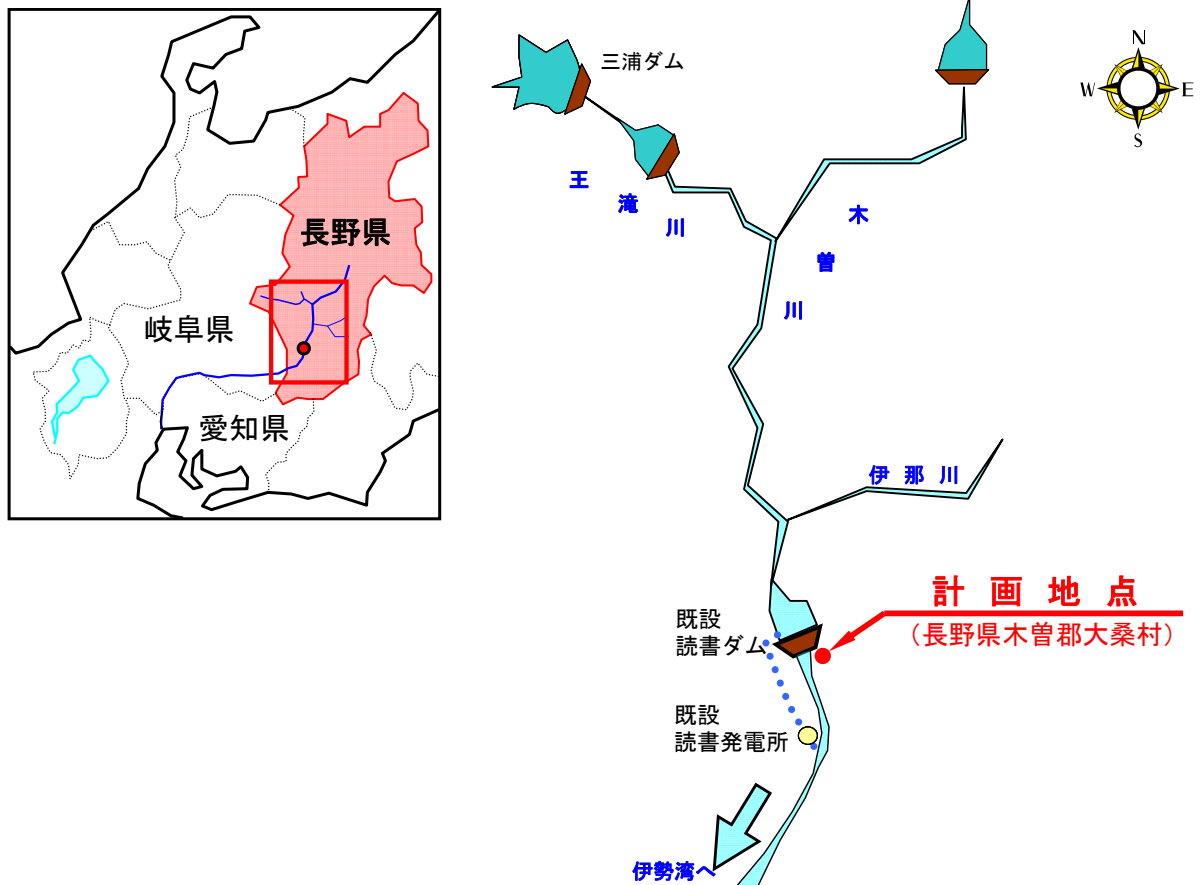 長野県
岐阜県
愛知県
三浦ダム
N
W
E
S
王滝川
木曽川
伊那川
計画地点
（長野県木曽郡大桑村）
既設
読書ダム
既設
読書発電所
伊勢湾へ